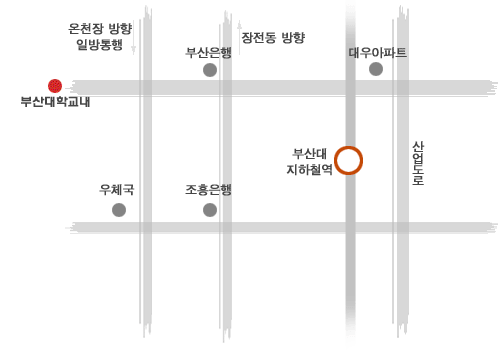 온천장 방향
일방통행
장전동 방향
부산은행
대우아파트
부산대학교내
부산대
지하철역
산업도로
우체국
조흥은행